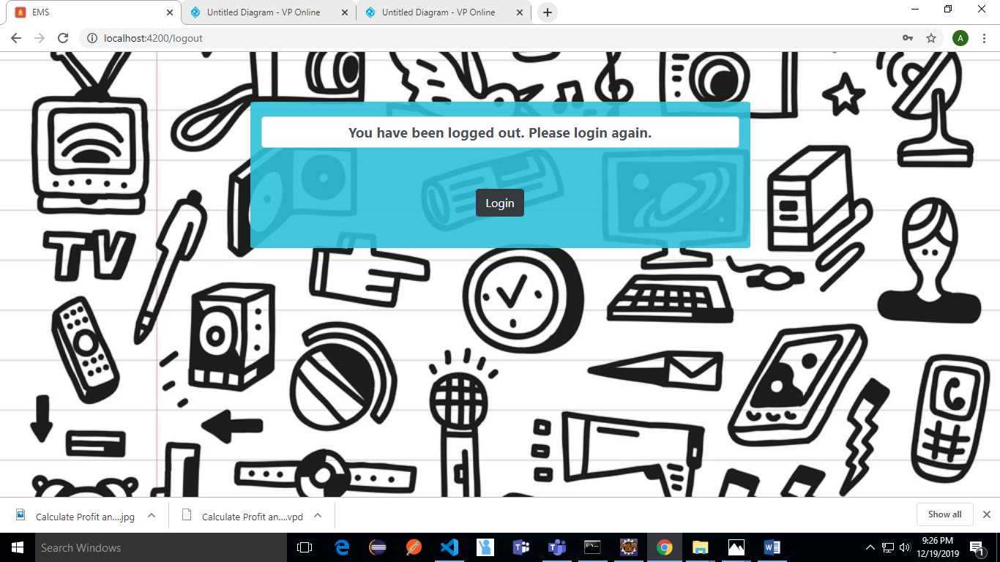 EMS
Untitled Diagram - VP Online
Untitled Diagram - VP Online
localhost:4200/logout
A
You have been logged out. Please login again.
Login
TV
Calculate Profit an....jpg
Calculate Profit an....vpd
Show all
Search Windows
9:26 PM
12/19/2019
1